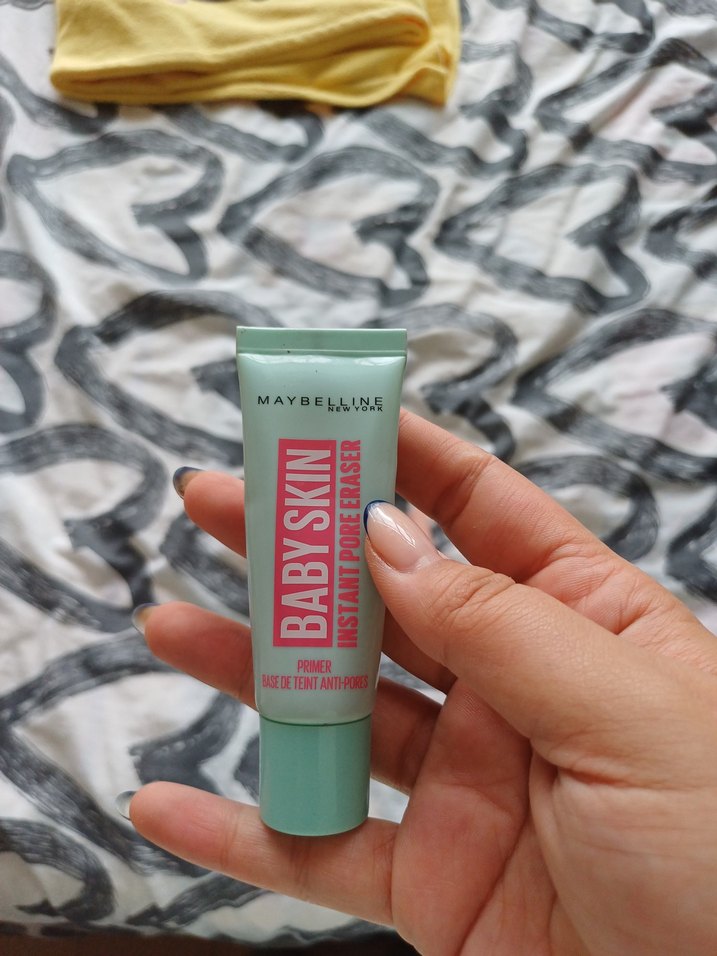 MAYBELLINE
NEW YORK
BABY SKIN
INSTANT PORE ERASER
PRIMER
BASE DE TEINT ANTI-PORES